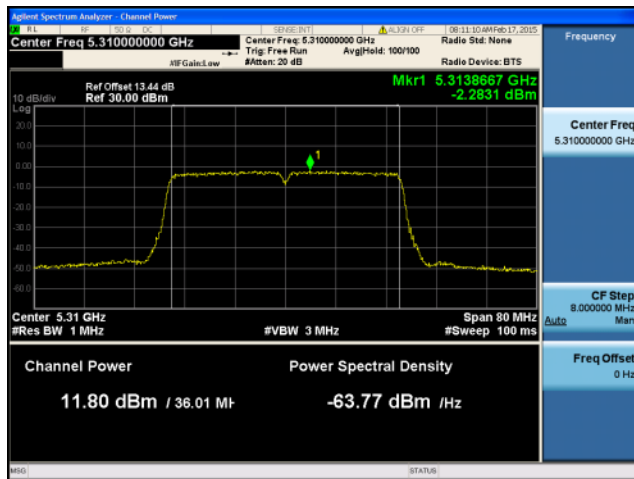 Agilent Spectrum Analyzer - Channel Power
RL RF 50 Ω DC SENSE:INT ALIGN OFF 08:11:10 AM Feb 17, 2015
Center Freq 5.310000000 GHz
Center Freq: 5.310000000 GHz
Radio Std: None
Frequency
Trig: Free Run Avg|Hold: 100/100
#IFGain:Low #Atten: 20 dB Radio Device: BTS
Ref Offset 13.44 dB
Mkr1 5.3138667 GHz
10 dB/div Ref 30.00 dBm -2.2831 dBm
Log
20.0
10.0
0.00
-10.0
-20.0
-30.0
-40.0
-50.0
-60.0
1
Center Freq
5.310000000 GHz
Center 5.31 GHz Span 80 MHz
#Res BW 1 MHz #VBW 3 MHz #Sweep 100 ms
CF Step
8.000000 MHz
Auto Man
Channel Power Power Spectral Density
11.80 dBm / 36.01 MH -63.77 dBm /Hz
Freq Offset
0 Hz
MSG STATUS